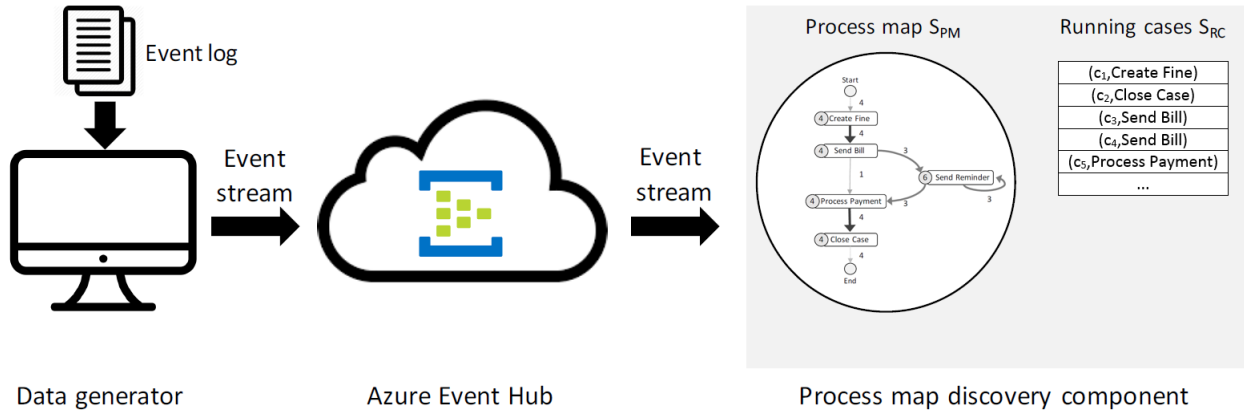 Event log
Event
stream
Event
stream
Process map S_PM
Start
4
4 Create Fine
4
4 Send Bill
3
1
6 Send Reminder
3
3
4 Process Payment
4
4 Close Case
4
End
Running cases S_RC
(c₁,Create Fine)
(c₂,Close Case)
(c₃,Send Bill)
(c₄,Send Bill)
(c₅,Process Payment)
...
Data generator
Azure Event Hub
Process map discovery component